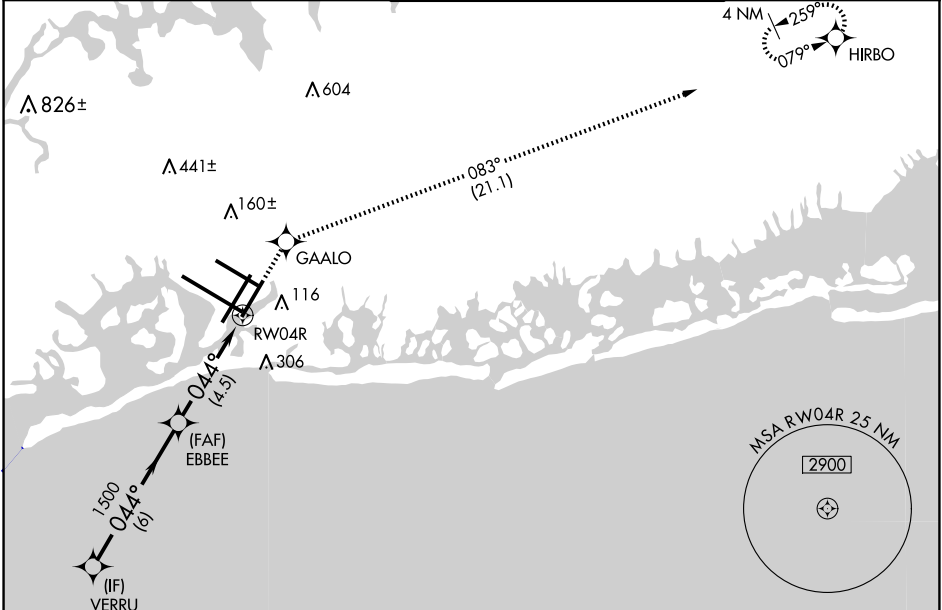 4 NM
259°
079°
HIRBO
604
826±
441±
083°
(21.1)
160±
GAALO
116
RW04R
306
044°
(4.5)
(FAF)
EBBEE
MSA RW04R 25 NM
2900
1500
044°
(6)
(IF)
VERRU